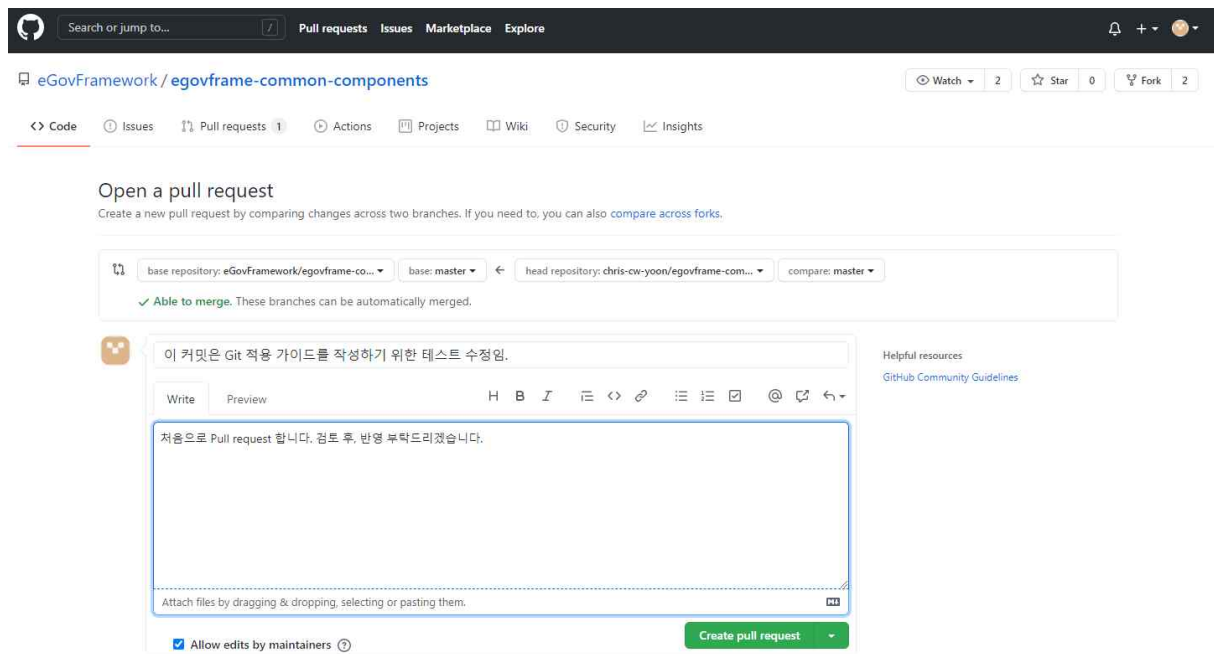 Search or jump to... /
Pull requests Issues Marketplace Explore
eGovFramework / egovframe-common-components
Watch 2 Star 0 Fork 2
Code Issues Pull requests 1 Actions Projects Wiki Security Insights
Open a pull request
Create a new pull request by comparing changes across two branches. If you need to, you can also compare across forks.
base repository: eGovFramework/egovframe-co... base: master ← head repository: chris-cw-yoon/egovframe-com... compare: master
Able to merge. These branches can be automatically merged.
이 커밋은 Git 적용 가이드를 작성하기 위한 테스트 수정임.
Helpful resources
GitHub Community Guidelines
Write Preview
처음으로 Pull request 합니다. 검토 후, 반영 부탁드리겠습니다.
Attach files by dragging & dropping, selecting or pasting them.
Create pull request
Allow edits by maintainers